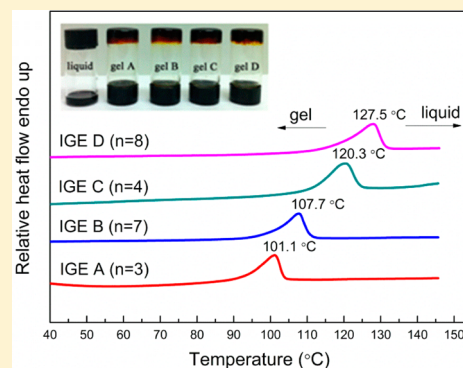 liquid
gel A
gel B
gel C
gel D
127.5 °C
gel
liquid
IGE D (n=8)
120.3 °C
IGE C (n=4)
107.7 °C
IGE B (n=7)
101.1 °C
IGE A (n=3)
Relative heat flow endo up
40 50 60 70 80 90 100 110 120 130 140 150
Temperature (°C)